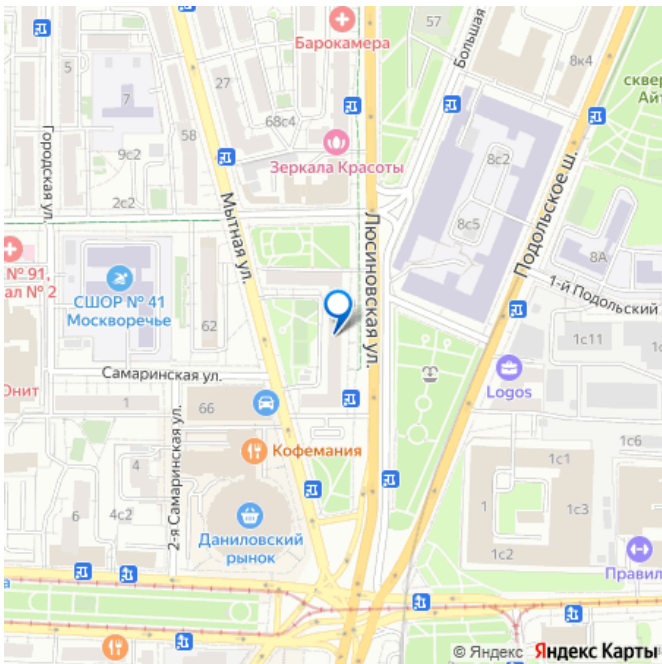 Барокамера
57
Большая
8к4
сквер
Айт
5
7
27
58
68с4
9с2
Городская ул.
Зеркала Красоты
8с2
2с2
Мытная ул.
Люсиновская ул.
8с5
Подольское ш.
8А
№ 91,
ал № 2
СШОР № 41
Москворечье
1-й Подольский
62
1с11
Самаринская ул.
Онит
1
66
Logos
2-я Самаринская ул.
Кофемания
1с6
4
1с1
6
4с2
1
1с3
Даниловский
рынок
1с2
а
Правил
© Яндекс Яндекс Карты